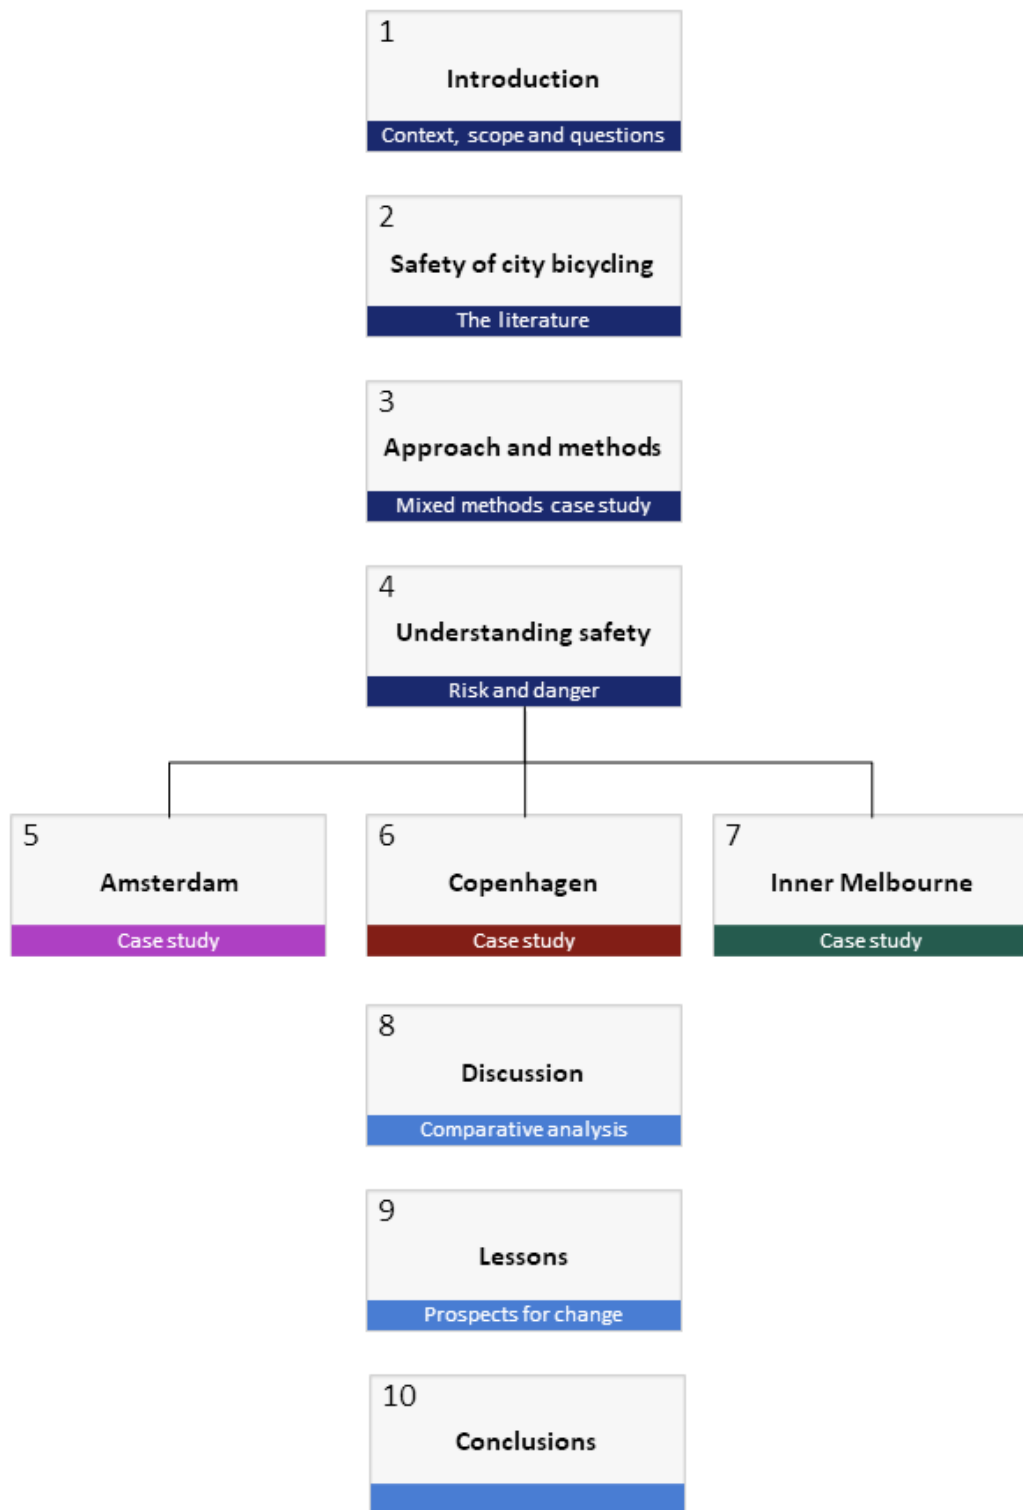 1
Introduction
Context, scope and questions
2
Safety of city bicycling
The literature
3
Approach and methods
Mixed methods case study
4
Understanding safety
Risk and danger
5
Amsterdam
Case study
6
Copenhagen
Case study
7
Inner Melbourne
Case study
8
Discussion
Comparative analysis
9
Lessons
Prospects for change
10
Conclusions